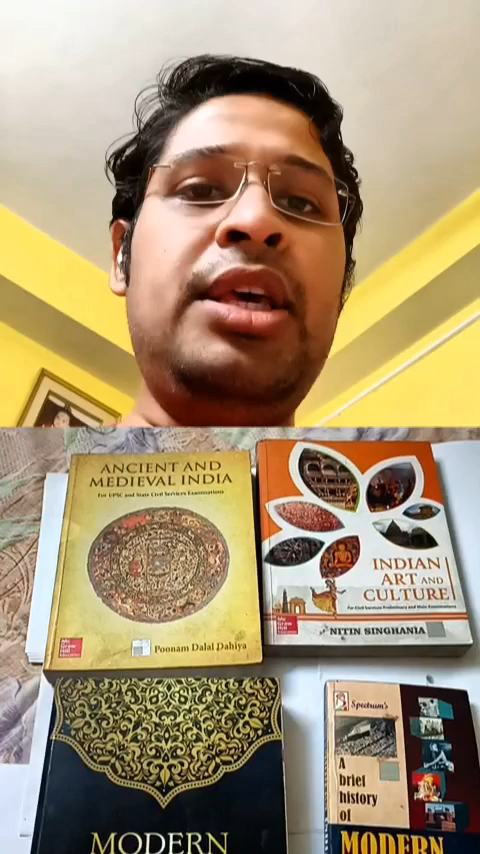 ANCIENT AND
MEDIEVAL INDIA
For UPSC and State Civil Services Examinations
Poonam Dalal Dahiya
INDIAN
ART AND
CULTURE
For Civil Services Preliminary and Main Examinations
NITIN SINGHANIA
MODERN
Spectrum's
A
brief
history
of
MODERN